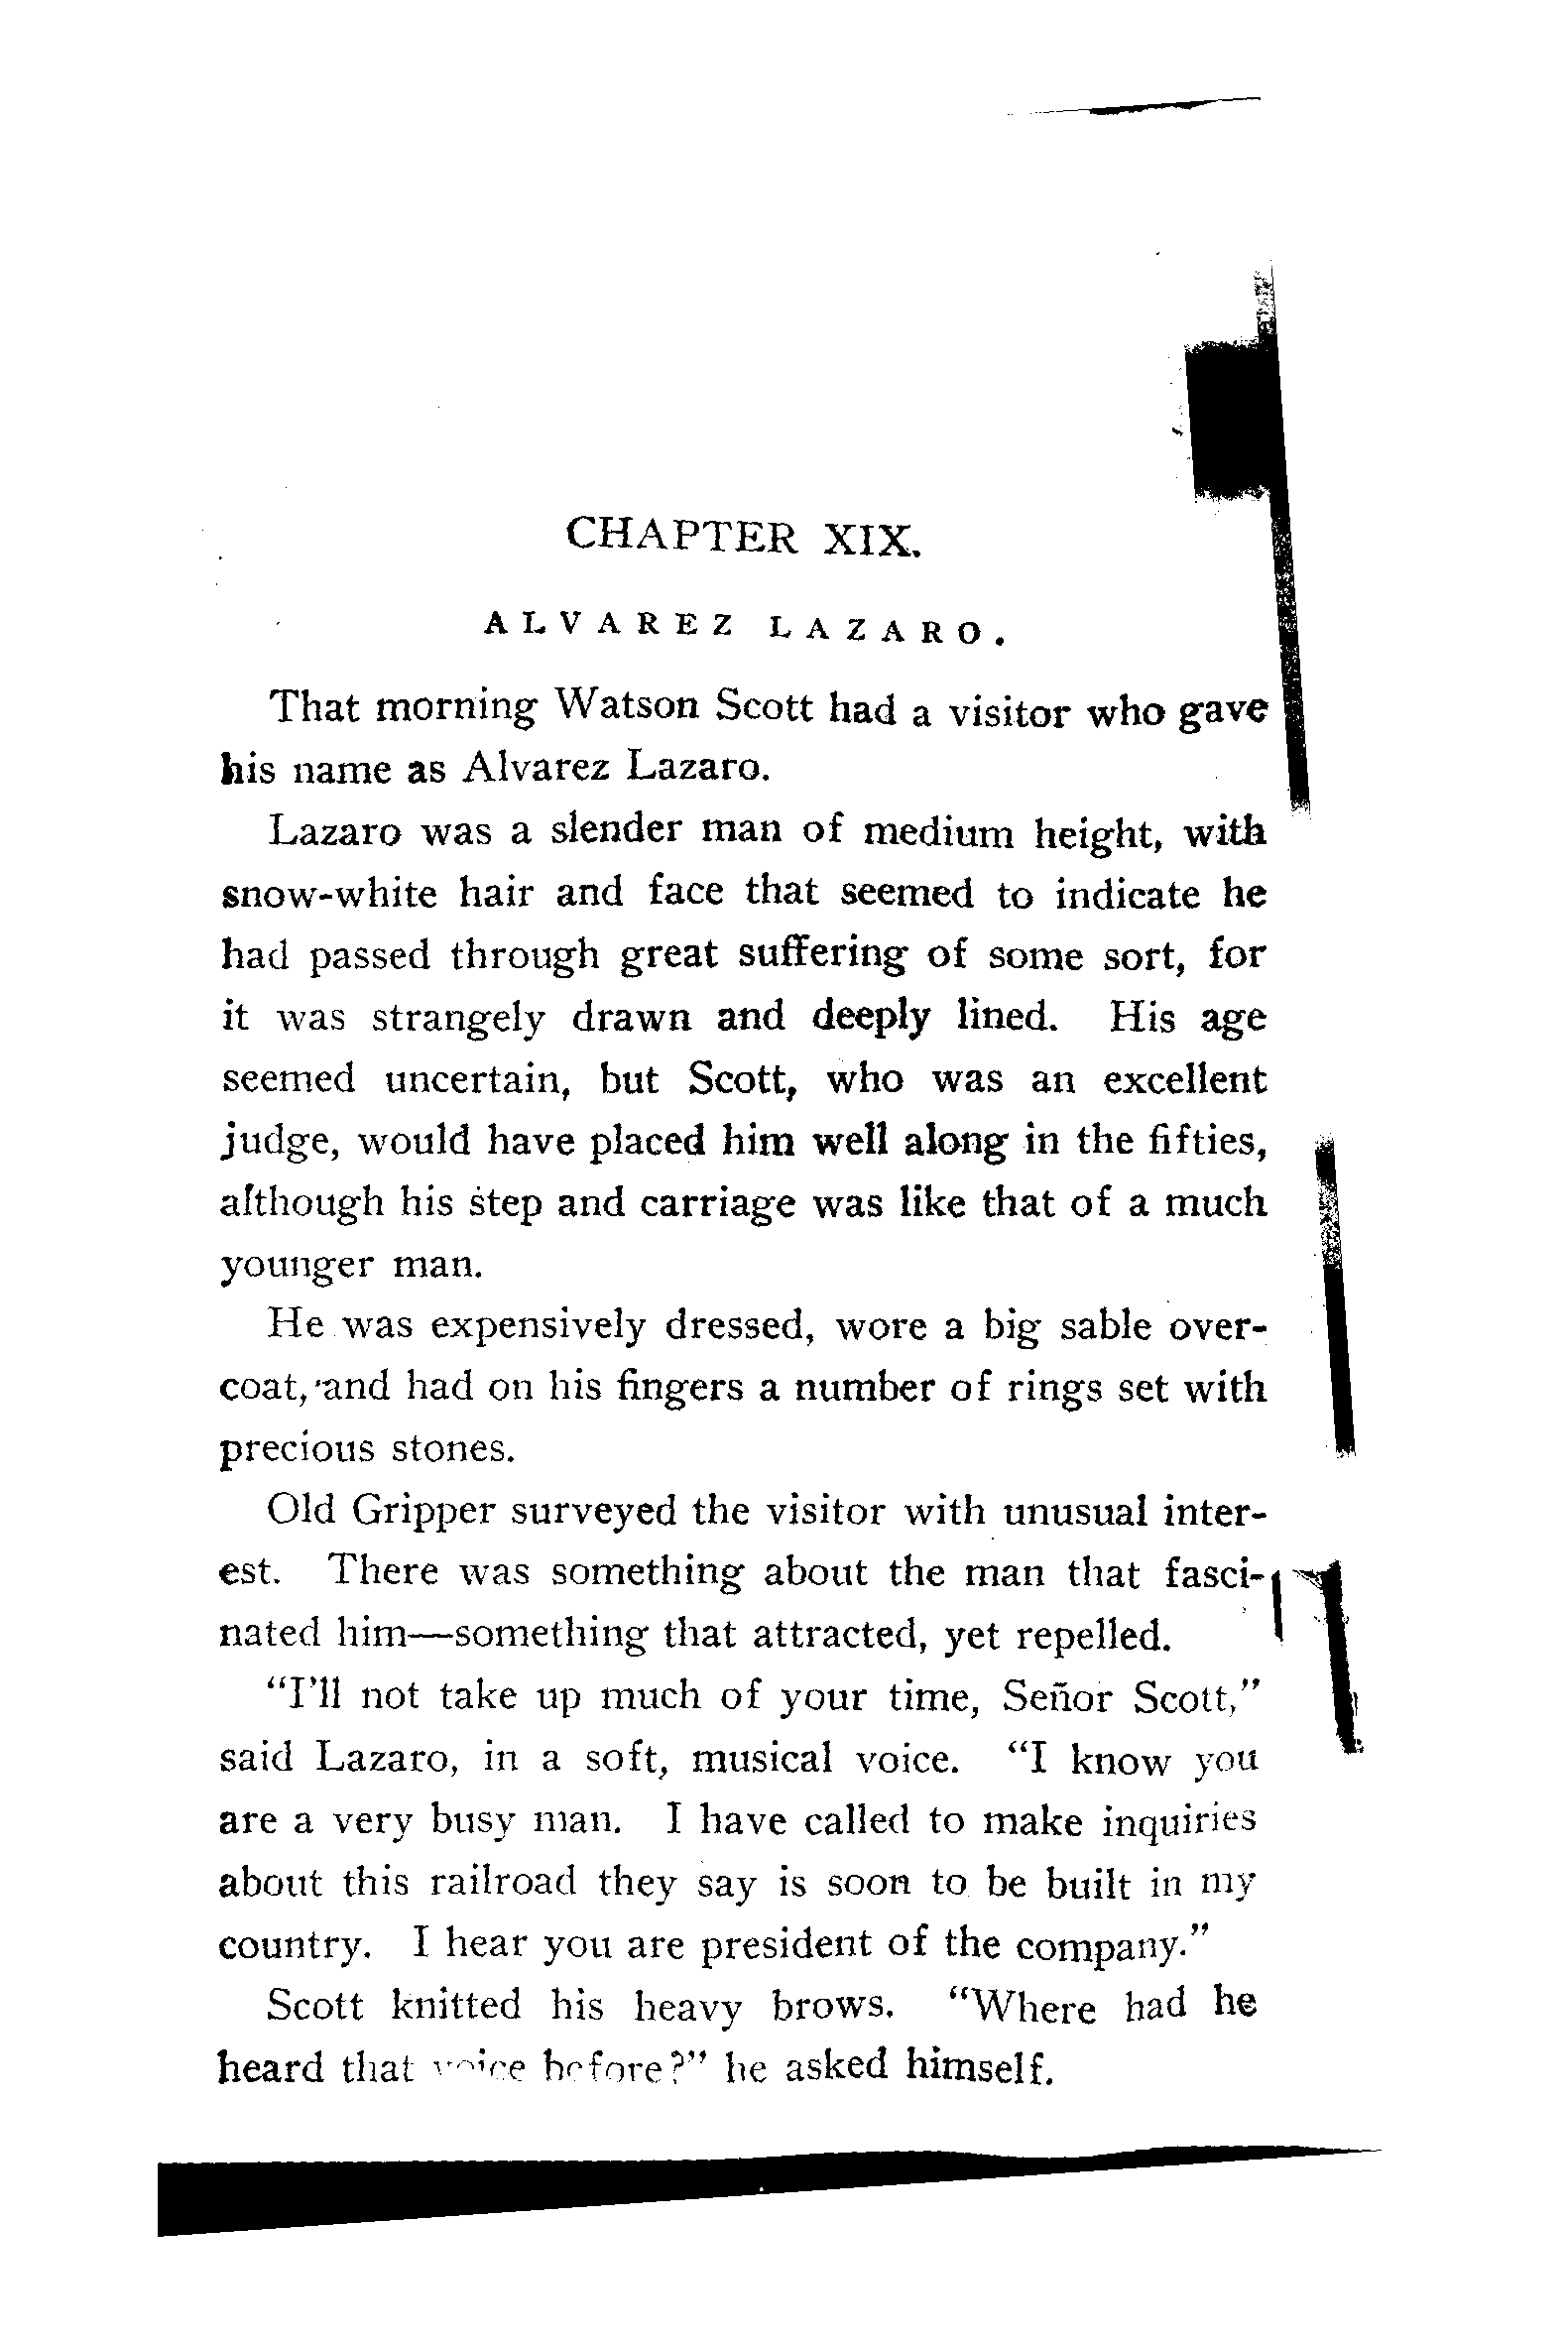 CHAPTER XIX.
ALVAREZ LAZARO.
That morning Watson Scott had a visitor who gave
his name as Alvarez Lazaro.
Lazaro was a slender man of medium height, with
snow-white hair and face that seemed to indicate he
had passed through great suffering of some sort, for
it was strangely drawn and deeply lined. His age
seemed uncertain, but Scott, who was an excellent
judge, would have placed him well along in the fifties,
although his step and carriage was like that of a much
younger man.
He was expensively dressed, wore a big sable over-
coat, and had on his fingers a number of rings set with
precious stones.
Old Gripper surveyed the visitor with unusual inter-
est. There was something about the man that fasci-
nated him—something that attracted, yet repelled.
"I'll not take up much of your time, Señor Scott,"
said Lazaro, in a soft, musical voice. "I know you
are a very busy man. I have called to make inquiries
about this railroad they say is soon to be built in my
country. I hear you are president of the company."
Scott knitted his heavy brows. "Where had he
heard that voice before?" he asked himself.